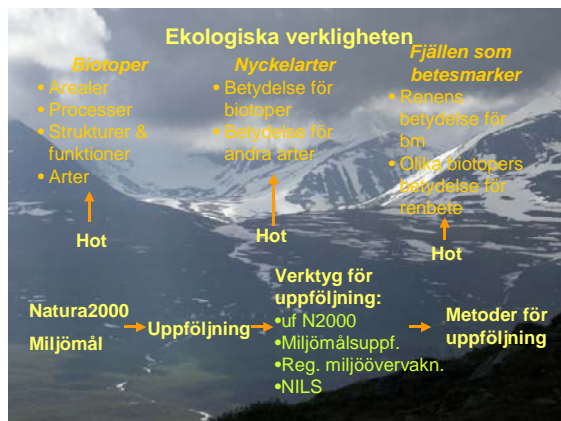 Ekologiska verkligheten
Biotoper
• Arealer
• Processer
• Strukturer &
funktioner
• Arter
Hot
Nyckelarter
• Betydelse för
biotoper
• Betydelse för
andra arter
Hot
Fjällen som
betesmarker
• Renens
betydelse för
bm
• Olika biotopers
betydelse för
renbete
Hot
Natura2000
Miljömål
Uppföljning
Verktyg för
uppföljning:
•uf N2000
•Miljömålsuppf.
•Reg. miljöövervakn.
•NILS
Metoder för
uppföljning